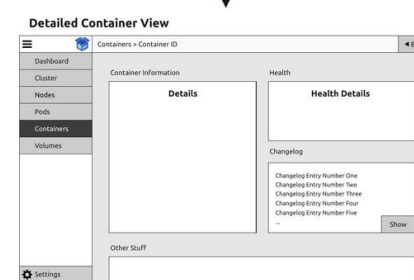 Detailed Container View
Containers > Container ID
Dashboard
Cluster
Nodes
Pods
Containers
Volumes
Settings
Container Information
Details
Health
Health Details
Changelog
Changelog Entry Number One
Changelog Entry Number Two
Changelog Entry Number Three
Changelog Entry Number Four
Changelog Entry Number Five
...
Show
Other Stuff